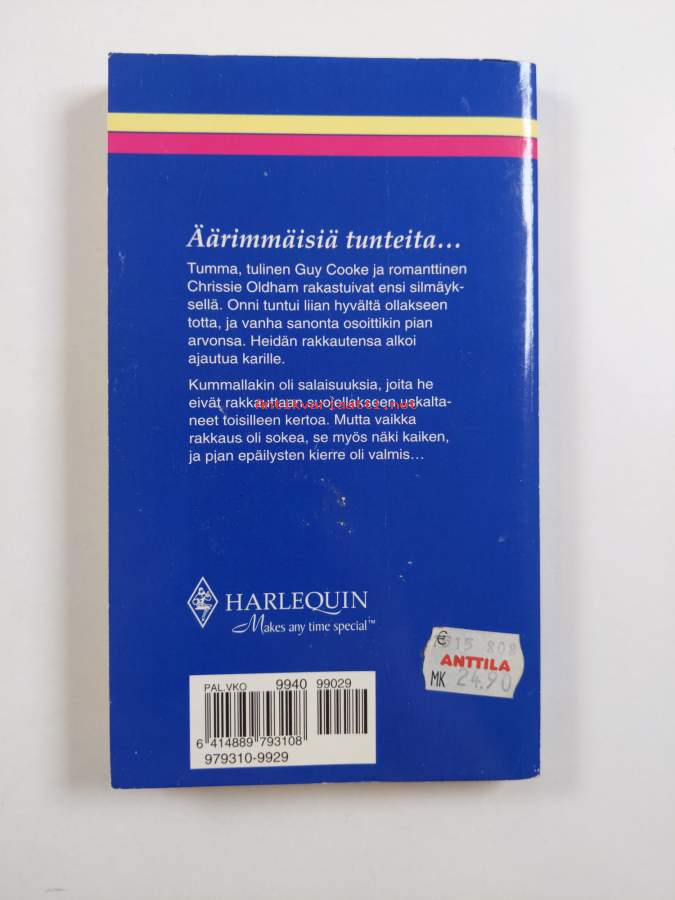 Äärimmäisiä tunteita...
Tumma, tulinen Guy Cooke ja romanttinen
Chrissie Oldham rakastuivat ensi silmäyk-
sellä. Onni tuntui liian hyvältä ollakseen
totta, ja vanha sanonta osoittikin pian
arvonsa. Heidän rakkautensa alkoi
ajautua karille.
Kummallakin oli salaisuuksia, joita he
eivät rakkauttaan suojellakseen uskalta-
Antikvariaatti.net
neet toisilleen kertoa. Mutta vaikka
rakkaus oli sokea, se myös näki kaiken,
ja pian epäilysten kierre oli valmis...
HARLEQUIN
Makes any time special™
€
ANTTILA
MK 24.90
PAL.VKO 9940 99029
6 414889 793108
979310-9929